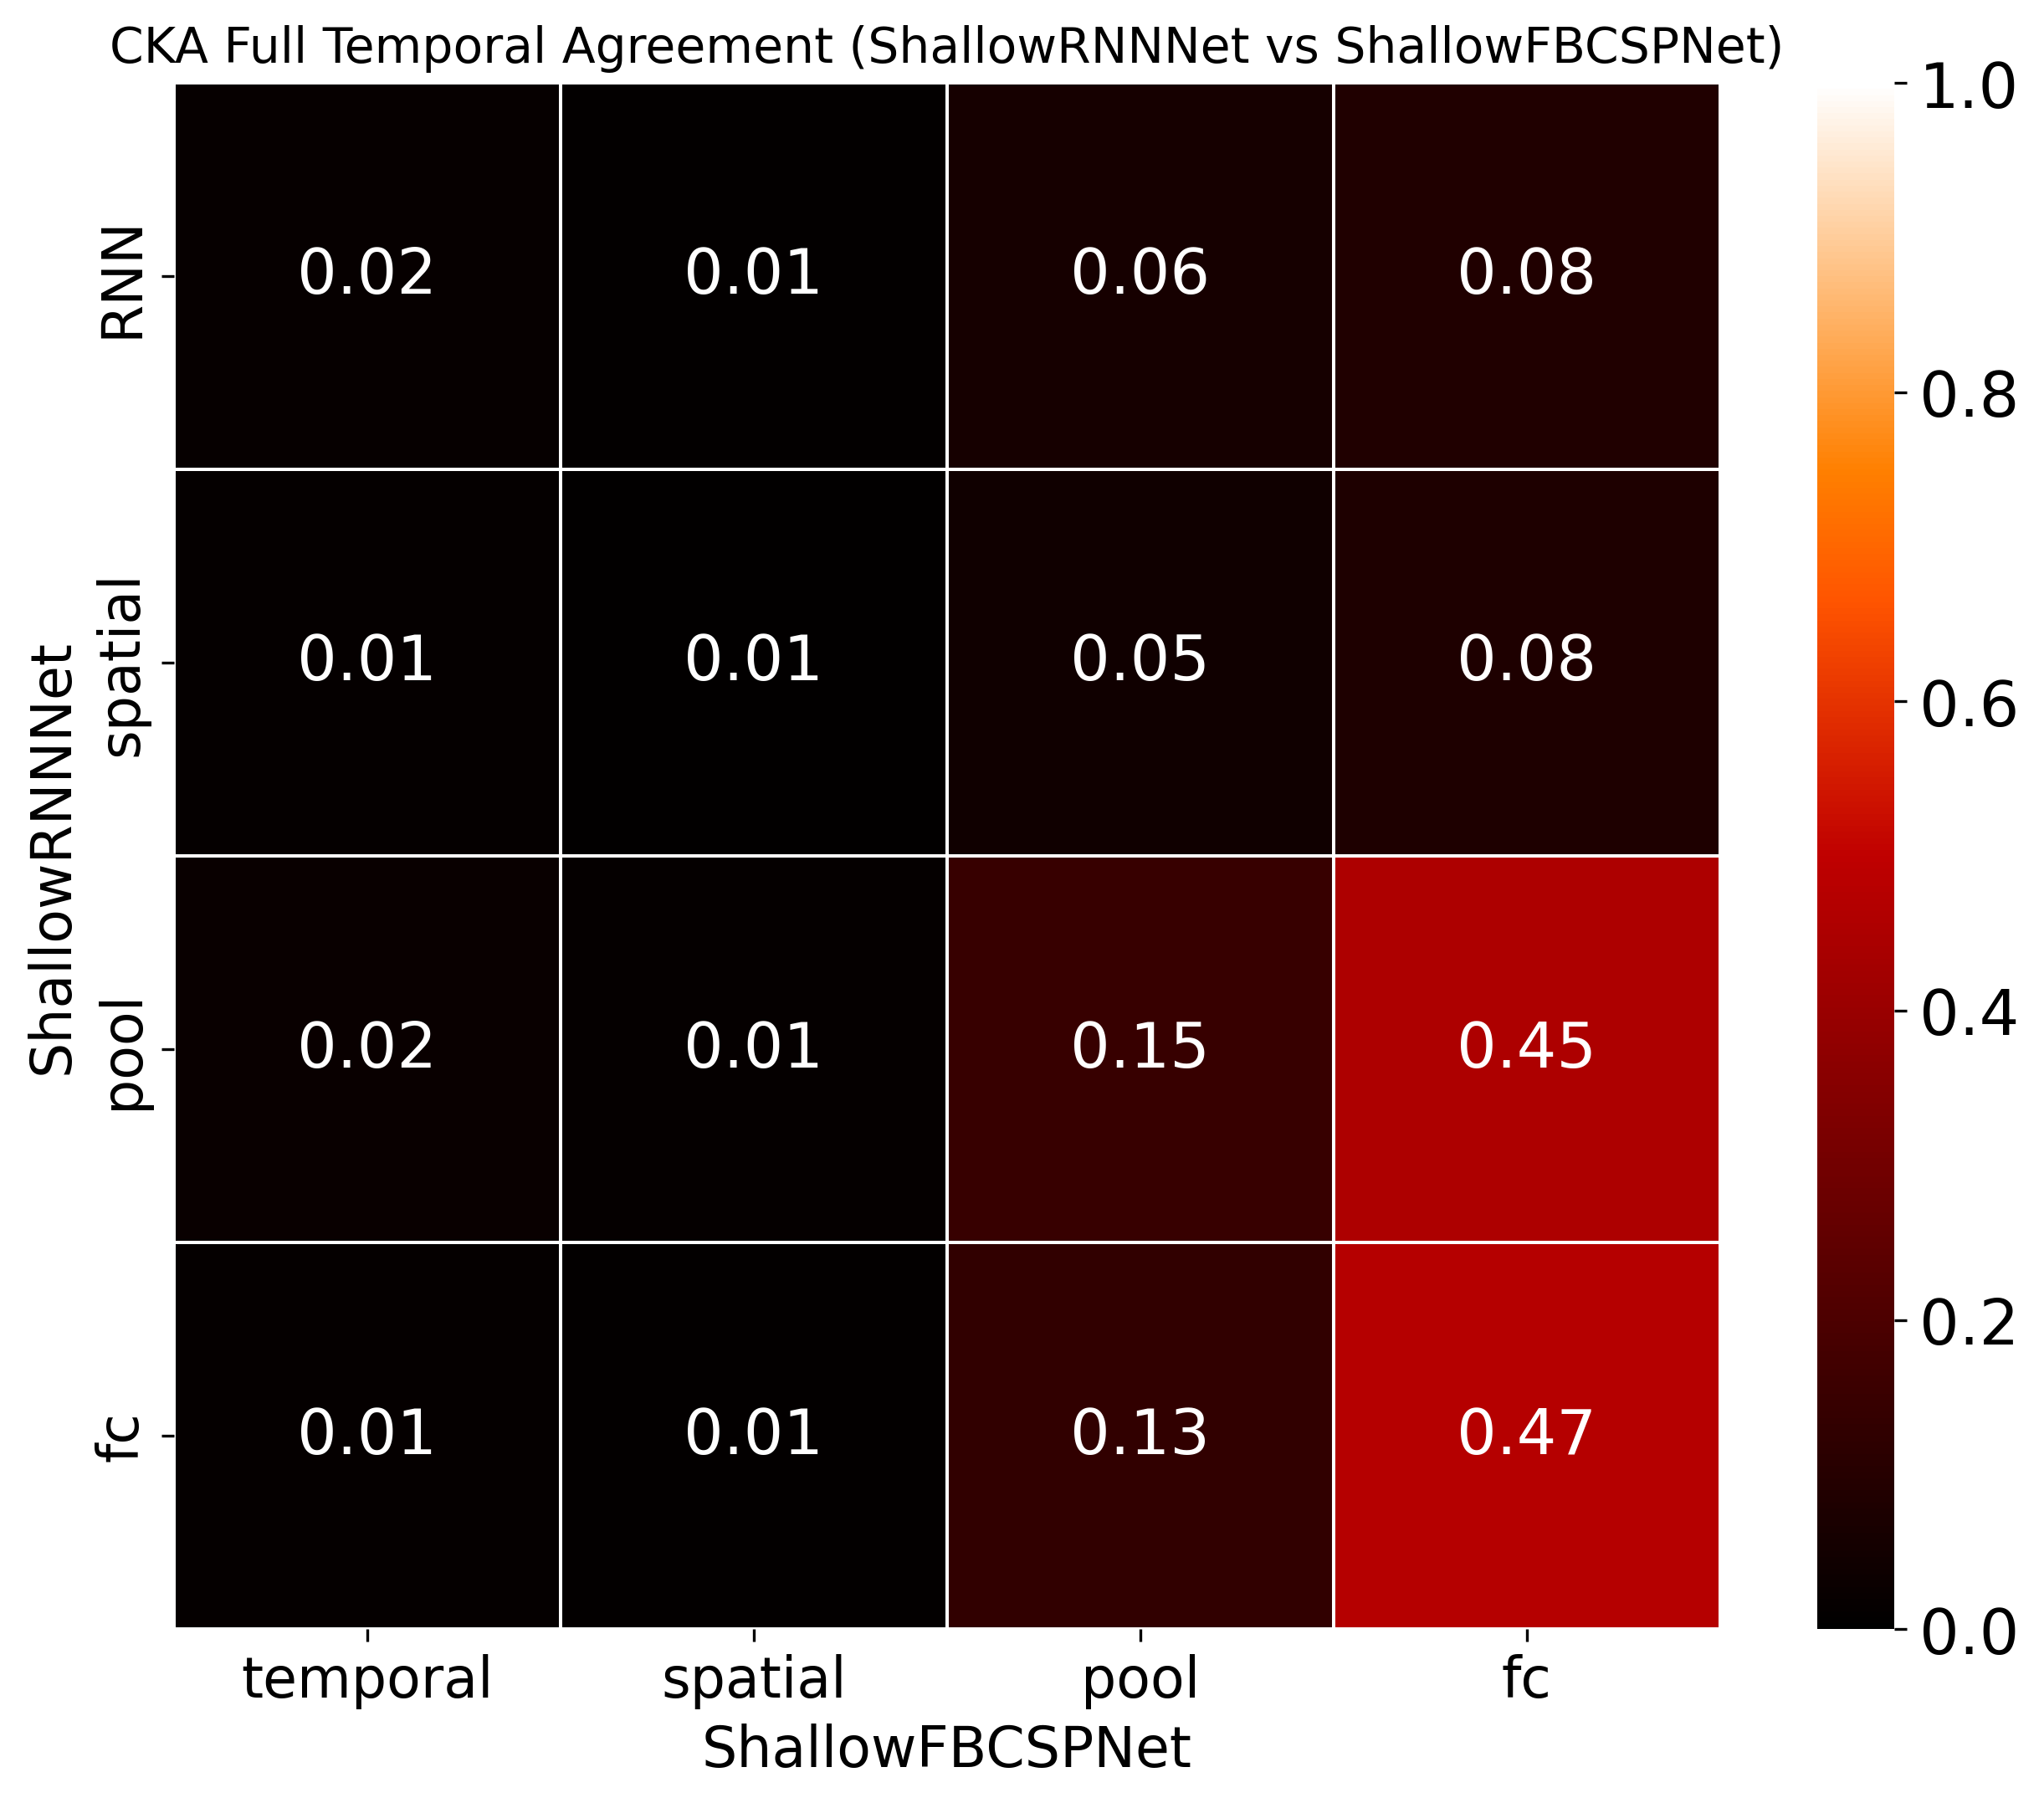 CKA Full Temporal Agreement (ShallowRNNNet vs ShallowFBCSPNet)
ShallowRNNNet
RNN
0.02 0.01 0.06 0.08
spatial
0.01 0.01 0.05 0.08
pool
0.02 0.01 0.15 0.45
fc
0.01 0.01 0.13 0.47
temporal spatial pool fc
ShallowFBCSPNet
1.0
0.8
0.6
0.4
0.2
0.0